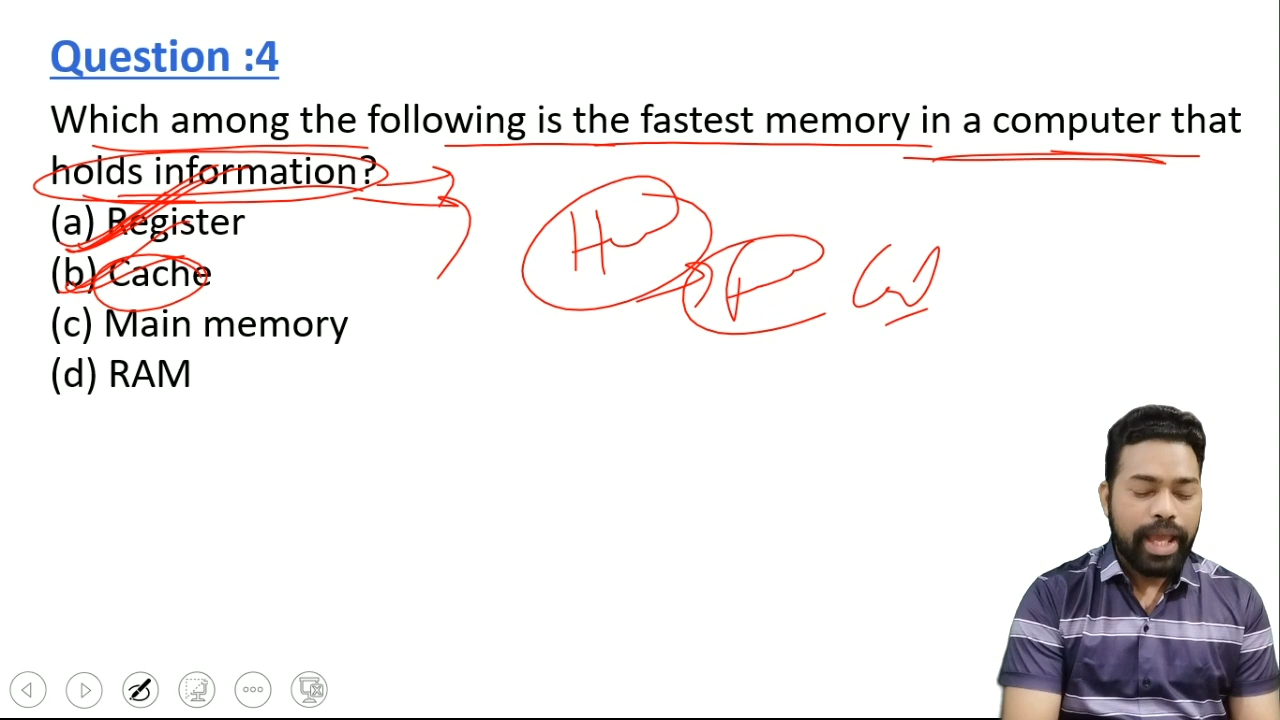 Question :4
Which among the following is the fastest memory in a computer that
holds information?
(a) Register
(b) Cache
(c) Main memory
(d) RAM